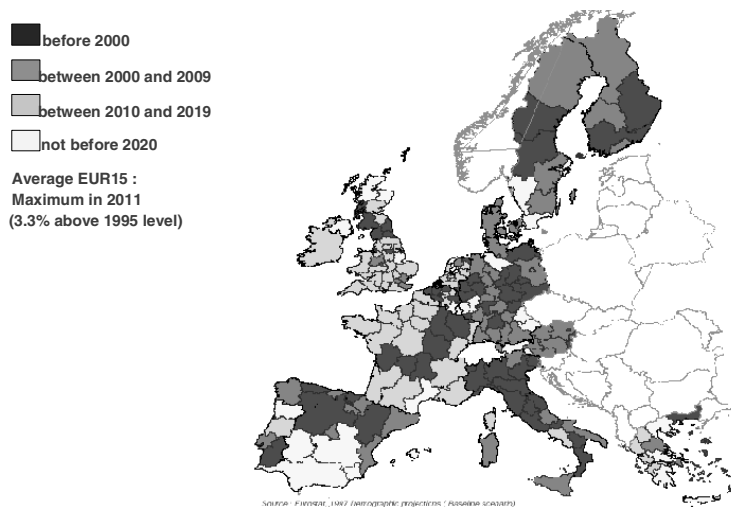 before 2000
between 2000 and 2009
between 2010 and 2019
not before 2020
Average EUR15 :
Maximum in 2011
(3.3% above 1995 level)
Source : Eurostat, 1997 Demographic projections ( Baseline scenario)